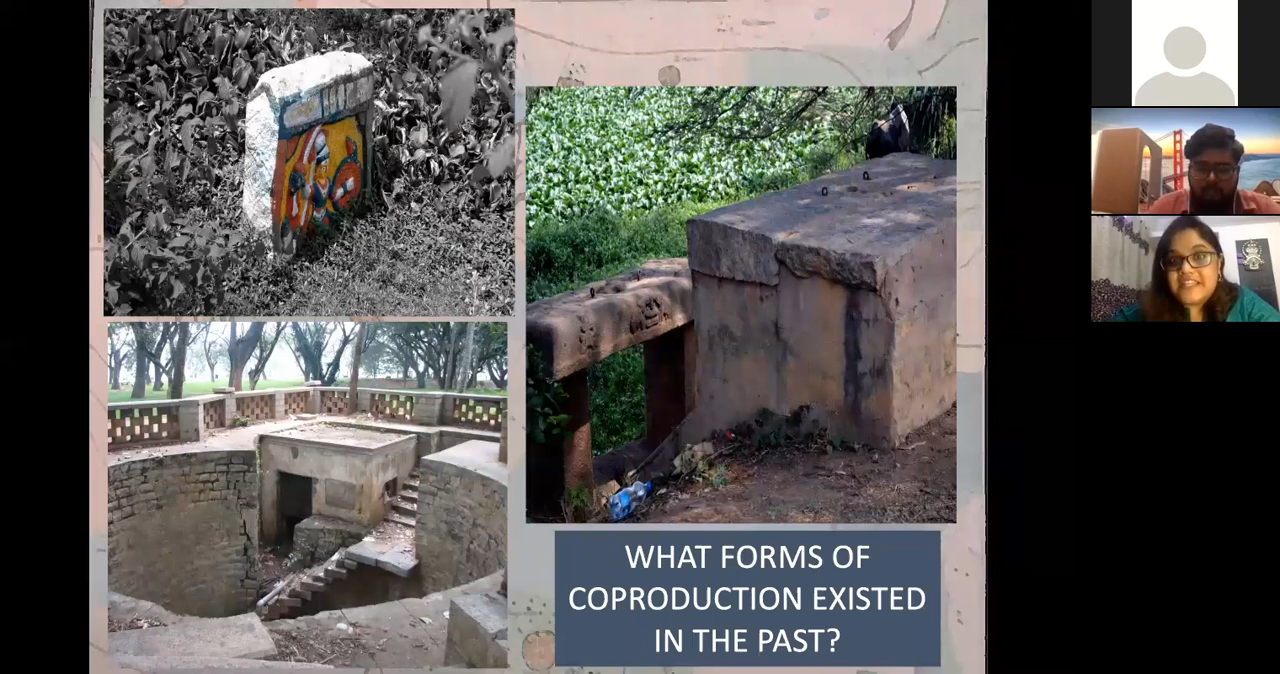 WHAT FORMS OF
COPRODUCTION EXISTED
IN THE PAST?